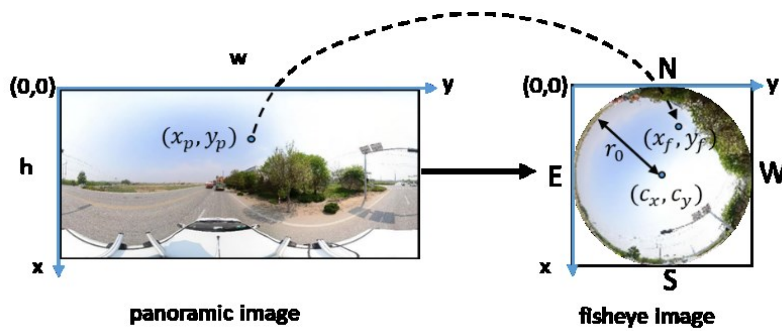 w
(0,0)
y
(x_p, y_p)
h
x
panoramic image
(0,0)
N
y
(x_f, y_f)
r_0
E
W
(c_x, c_y)
x
S
fisheye image